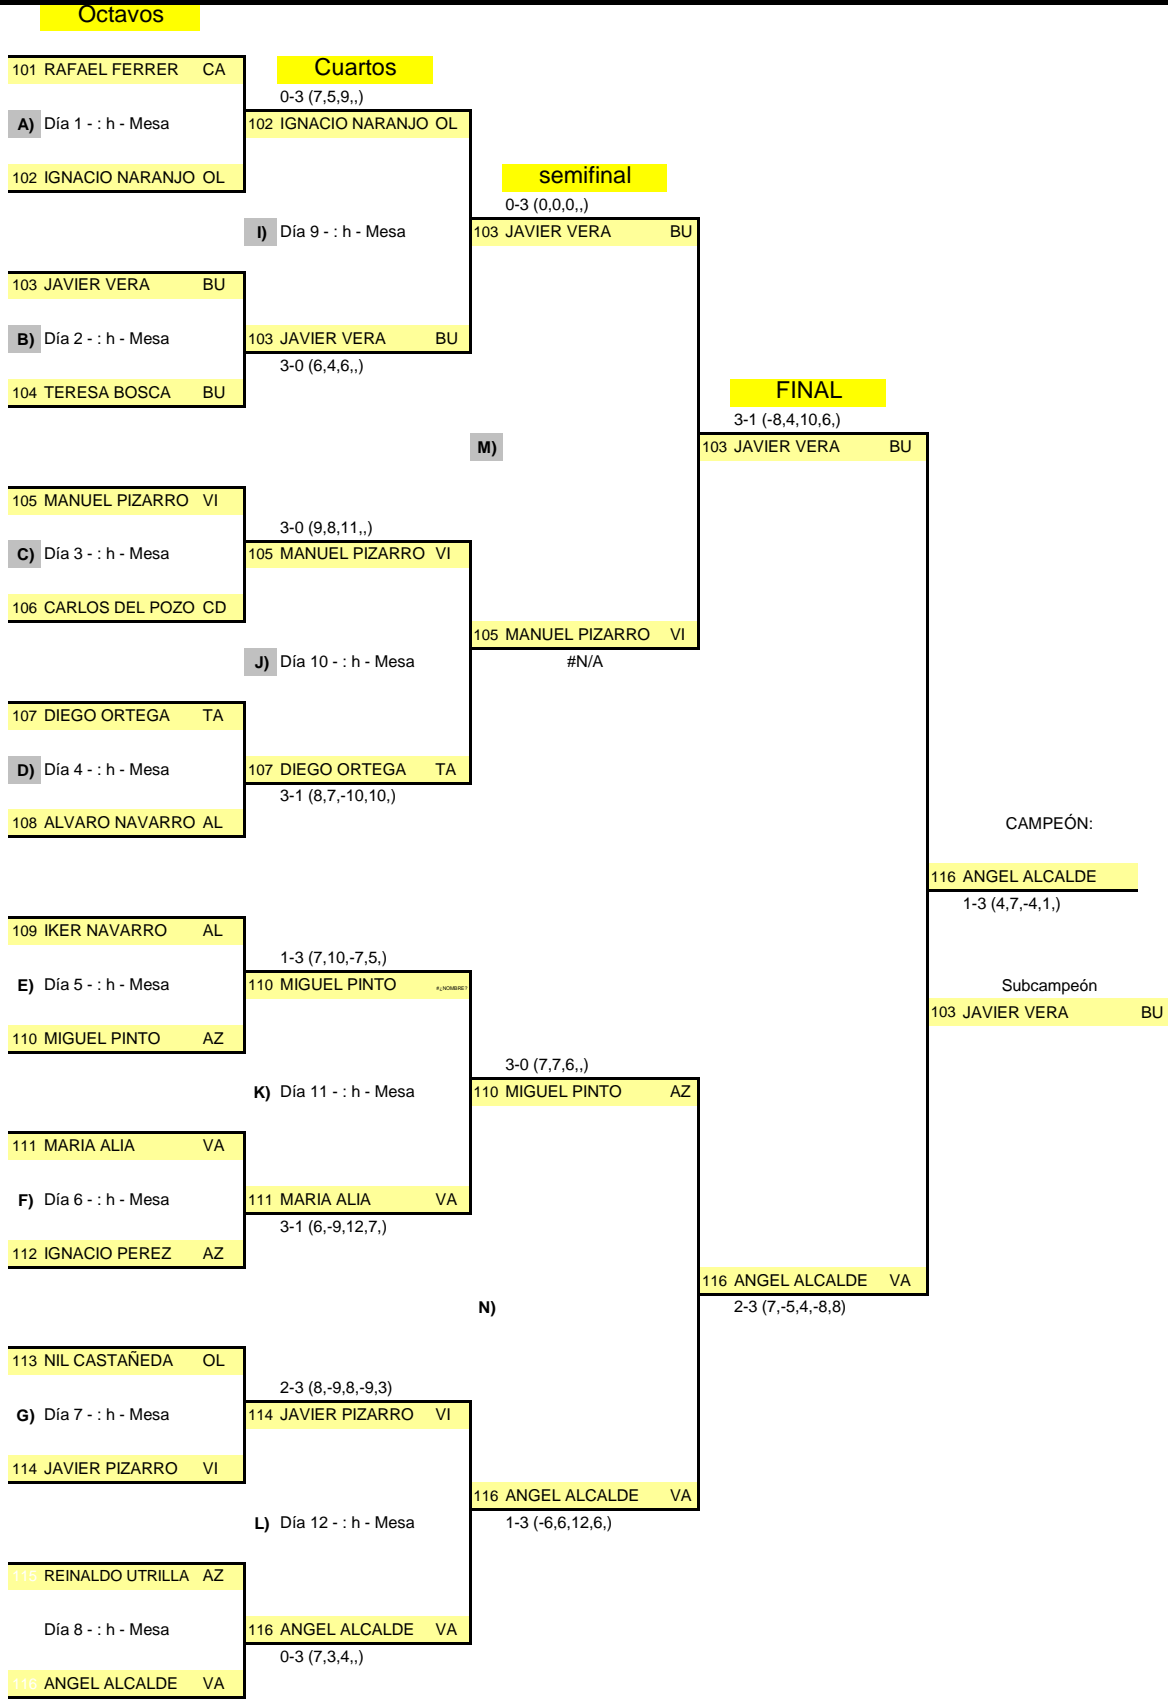 Octavos
101 RAFAEL FERRER CA
Cuartos
0-3 (7,5,9,,)
A) Día 1 - : h - Mesa
102 IGNACIO NARANJO OL
102 IGNACIO NARANJO OL
semifinal
0-3 (0,0,0,,)
I) Día 9 - : h - Mesa
103 JAVIER VERA BU
103 JAVIER VERA BU
B) Día 2 - : h - Mesa
103 JAVIER VERA BU
3-0 (6,4,6,,)
104 TERESA BOSCA BU
FINAL
3-1 (-8,4,10,6,)
M)
103 JAVIER VERA BU
105 MANUEL PIZARRO VI
3-0 (9,8,11,,)
C) Día 3 - : h - Mesa
105 MANUEL PIZARRO VI
106 CARLOS DEL POZO CD
105 MANUEL PIZARRO VI
J) Día 10 - : h - Mesa
#N/A
107 DIEGO ORTEGA TA
D) Día 4 - : h - Mesa
107 DIEGO ORTEGA TA
3-1 (8,7,-10,10,)
108 ALVARO NAVARRO AL
CAMPEÓN:
116 ANGEL ALCALDE
1-3 (4,7,-4,1,)
109 IKER NAVARRO AL
1-3 (7,10,-7,5,)
E) Día 5 - : h - Mesa
110 MIGUEL PINTO #¿NOMBRE?
Subcampeón
103 JAVIER VERA BU
110 MIGUEL PINTO AZ
3-0 (7,7,6,,)
K) Día 11 - : h - Mesa
110 MIGUEL PINTO AZ
111 MARIA ALIA VA
F) Día 6 - : h - Mesa
111 MARIA ALIA VA
3-1 (6,-9,12,7,)
112 IGNACIO PEREZ AZ
116 ANGEL ALCALDE VA
N)
2-3 (7,-5,4,-8,8)
113 NIL CASTAÑEDA OL
2-3 (8,-9,8,-9,3)
G) Día 7 - : h - Mesa
114 JAVIER PIZARRO VI
114 JAVIER PIZARRO VI
116 ANGEL ALCALDE VA
L) Día 12 - : h - Mesa
1-3 (-6,6,12,6,)
115 REINALDO UTRILLA AZ
Día 8 - : h - Mesa
116 ANGEL ALCALDE VA
0-3 (7,3,4,,)
116 ANGEL ALCALDE VA